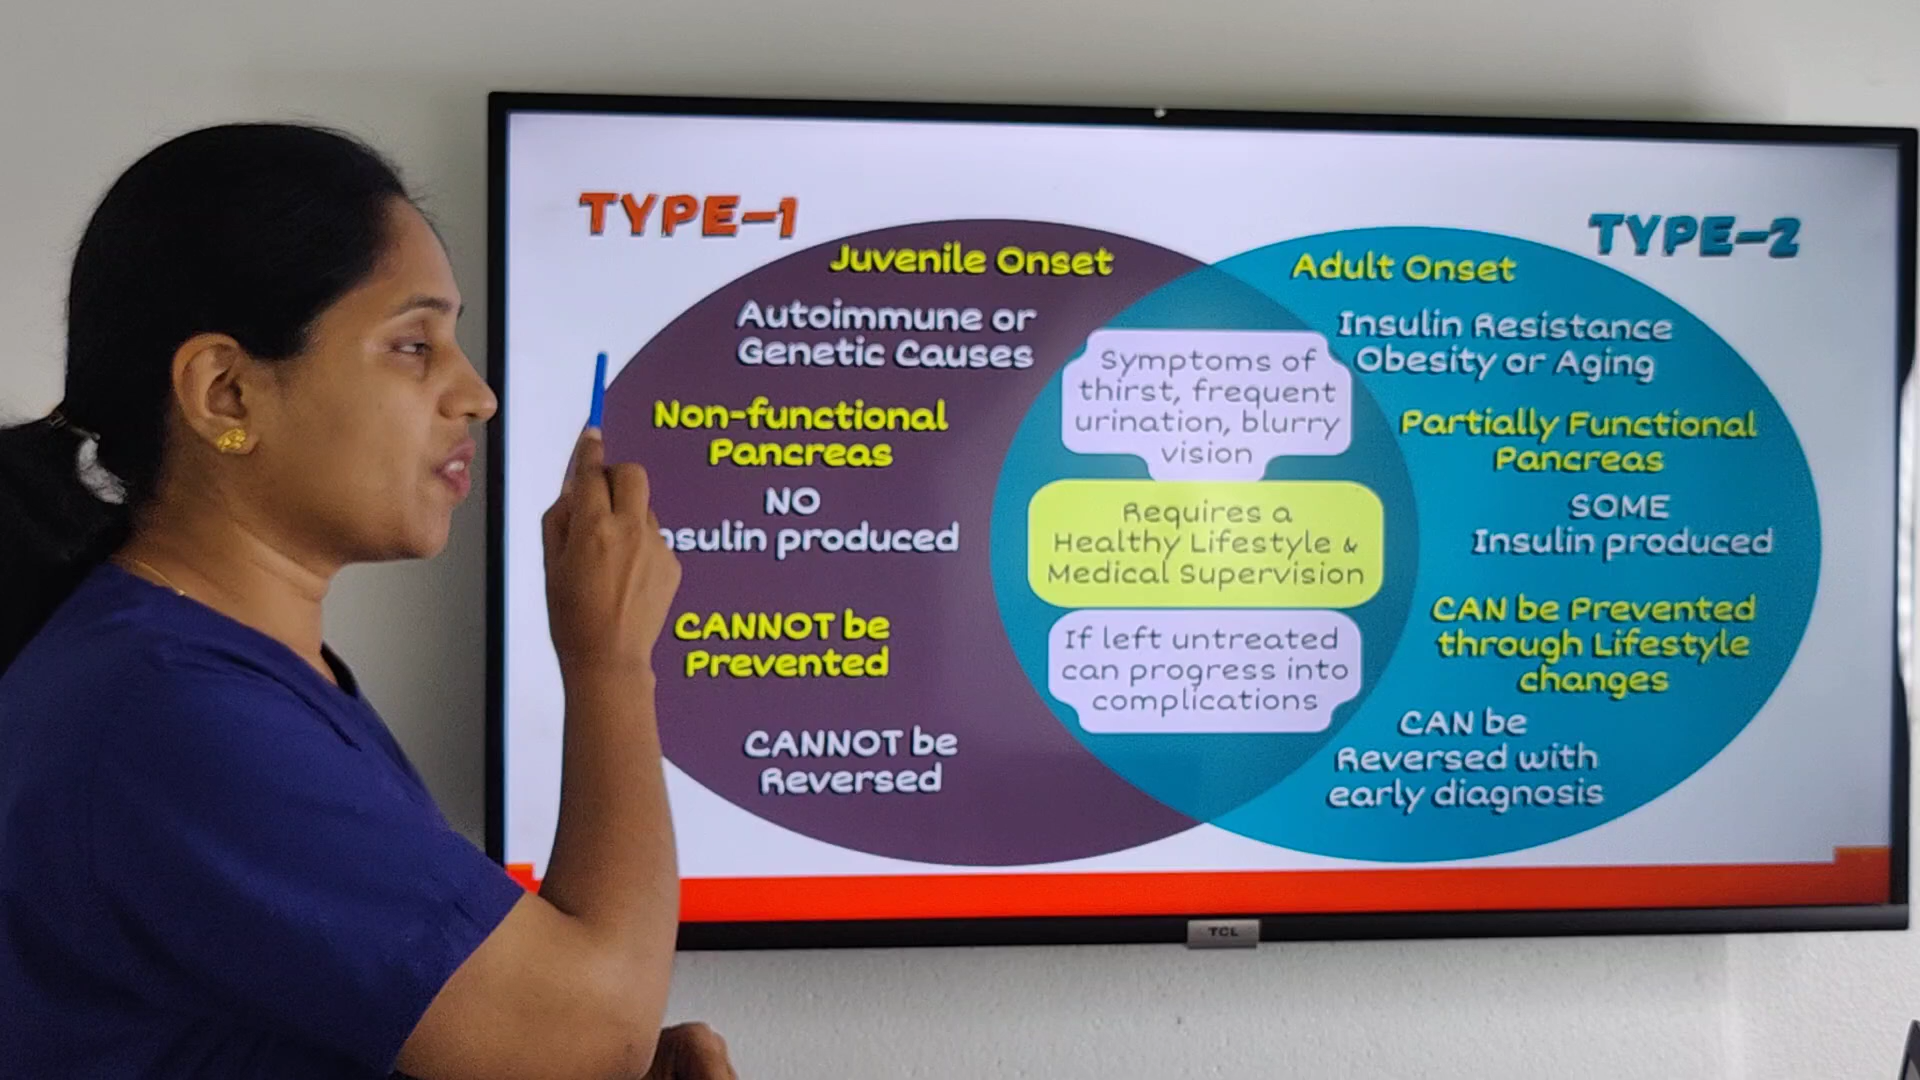 TYPE-1
Juvenile Onset
Autoimmune or
Genetic Causes
Non-functional
Pancreas
NO
nsulin produced
CANNOT be
Prevented
CANNOT be
Reversed
Symptoms of
thirst, frequent
urination, blurry
vision
Requires a
Healthy Lifestyle &
Medical Supervision
If left untreated
can progress into
complications
TYPE-2
Adult Onset
Insulin Resistance
Obesity or Aging
Partially Functional
Pancreas
SOME
Insulin produced
CAN be Prevented
through Lifestyle
changes
CAN be
Reversed with
early diagnosis
TCL